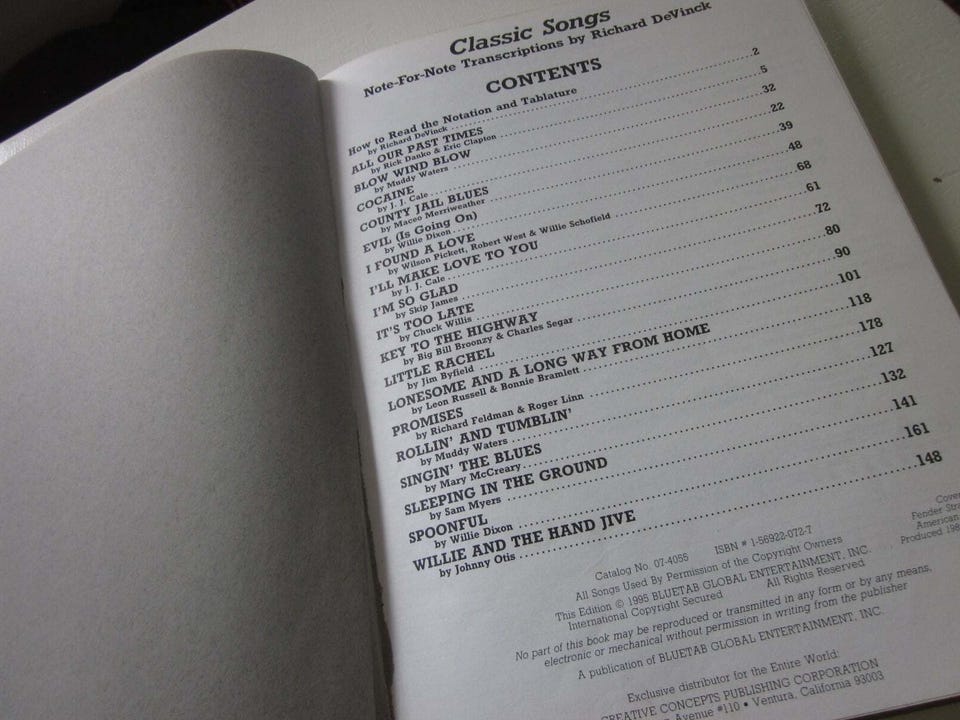 Classic Songs
Note-For-Note Transcriptions by Richard DeVinck
CONTENTS
How to Read the Notation and Tablature
by Richard DeVinck ........ 2
ALL OUR PAST TIMES
by Rick Danko & Eric Clapton ........ 5
BLOW WIND BLOW
by Muddy Waters ........ 32
COCAINE
by J. J. Cale ........ 22
COUNTY JAIL BLUES
by Maceo Merriweather ........ 39
EVIL (Is Going On)
by Willie Dixon ........ 48
I FOUND A LOVE
by Wilson Pickett, Robert West & Willie Schofield ........ 68
I'LL MAKE LOVE TO YOU
by J. J. Cale ........ 61
I'M SO GLAD
by Skip James ........ 72
IT'S TOO LATE
by Chuck Willis ........ 80
KEY TO THE HIGHWAY
by Big Bill Broonzy & Charles Segar ........ 90
LITTLE RACHEL
by Jim Byfield ........ 101
LONESOME AND A LONG WAY FROM HOME
by Leon Russell & Bonnie Bramlett ........ 118
PROMISES
by Richard Feldman & Roger Linn ........ 178
ROLLIN' AND TUMBLIN'
by Muddy Waters ........ 127
SINGIN' THE BLUES
by Mary McCreary ........ 132
SLEEPING IN THE GROUND
by Sam Myers ........ 141
SPOONFUL
by Willie Dixon ........ 161
WILLIE AND THE HAND JIVE
by Johnny Otis ........ 148
Catalog No. 07-4055 ISBN # 1-56922-072-7
All Songs Used By Permission of the Copyright Owners
This Edition © 1995 BLUETAB GLOBAL ENTERTAINMENT, INC.
International Copyright Secured All Rights Reserved
No part of this book may be reproduced or transmitted in any form or by any means,
electronic or mechanical without permission in writing from the publisher
A publication of BLUETAB GLOBAL ENTERTAINMENT, INC.
Exclusive distributor for the Entire World:
CREATIVE CONCEPTS PUBLISHING CORPORATION
Avenue #110 • Ventura, California 93003
Cover
Fender Stra
American
Produced 198